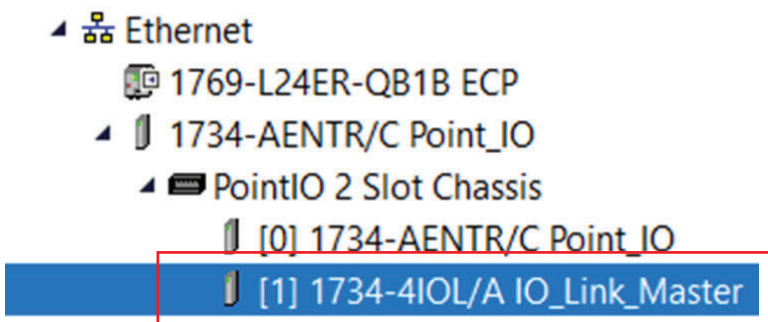 Ethernet
1769-L24ER-QB1B ECP
1734-AENTR/C Point_IO
PointIO 2 Slot Chassis
[0] 1734-AENTR/C Point_IO
[1] 1734-4IOL/A IO_Link_Master